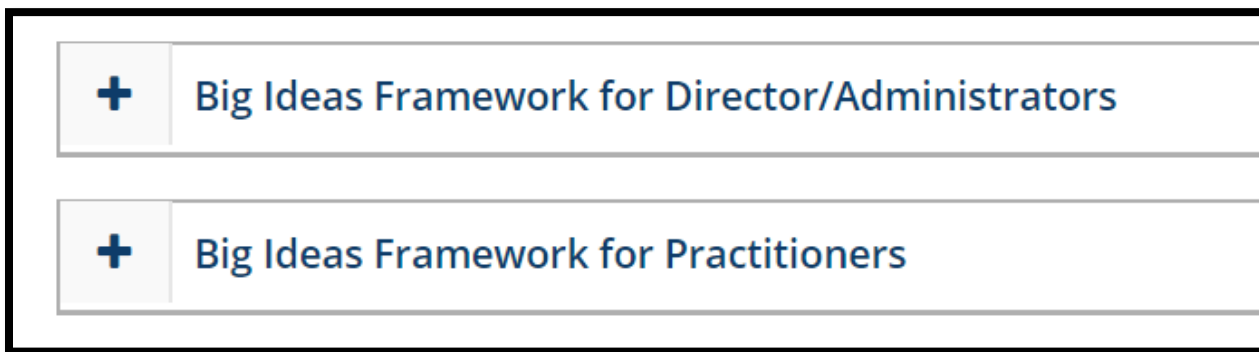 Big Ideas Framework for Director/Administrators
Big Ideas Framework for Practitioners